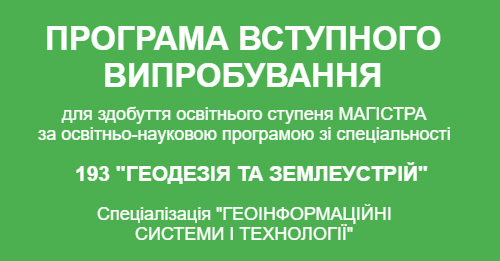 ПРОГРАМА ВСТУПНОГО
ВИПРОБУВАННЯ
для здобуття освітнього ступеня МАГІСТРА
за освітньо-науковою програмою зі спеціальності
193 "ГЕОДЕЗІЯ ТА ЗЕМЛЕУСТРІЙ"
Спеціалізація "ГЕОІНФОРМАЦІЙНІ
СИСТЕМИ І ТЕХНОЛОГІЇ"